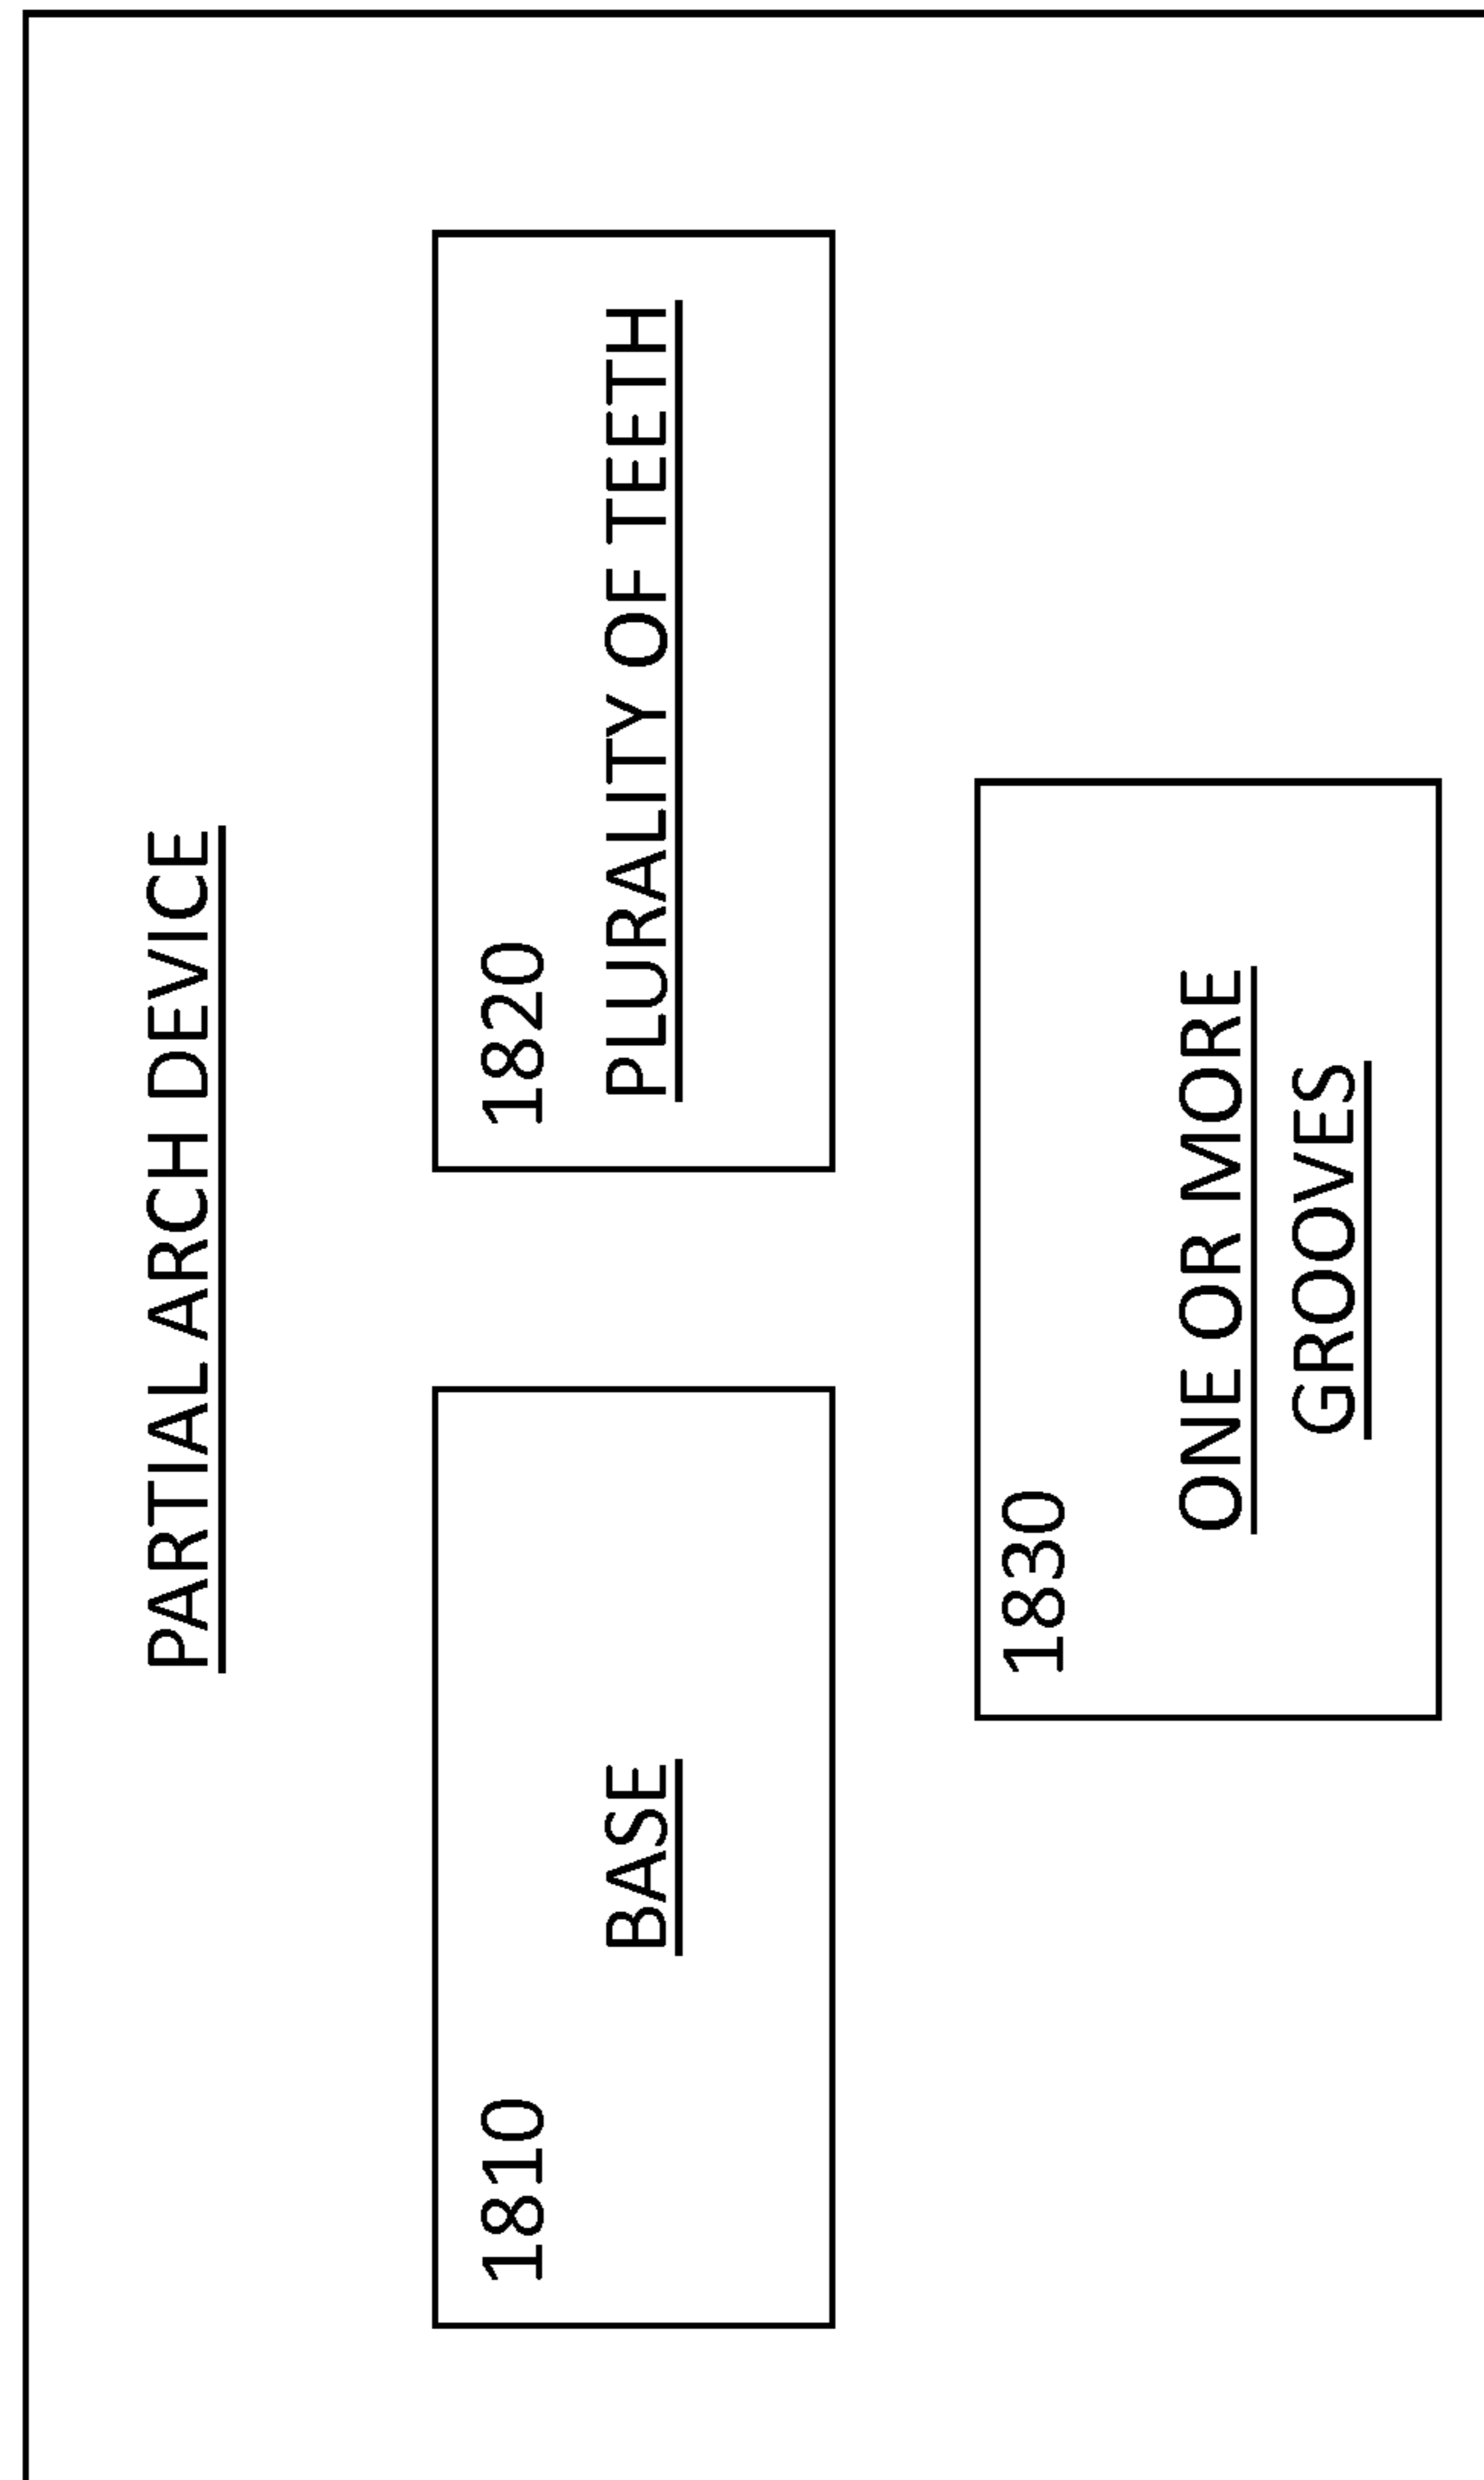 PARTIAL ARCH DEVICE
1810
BASE
1820
PLURALITY OF TEETH
1830
ONE OR MORE
GROOVES